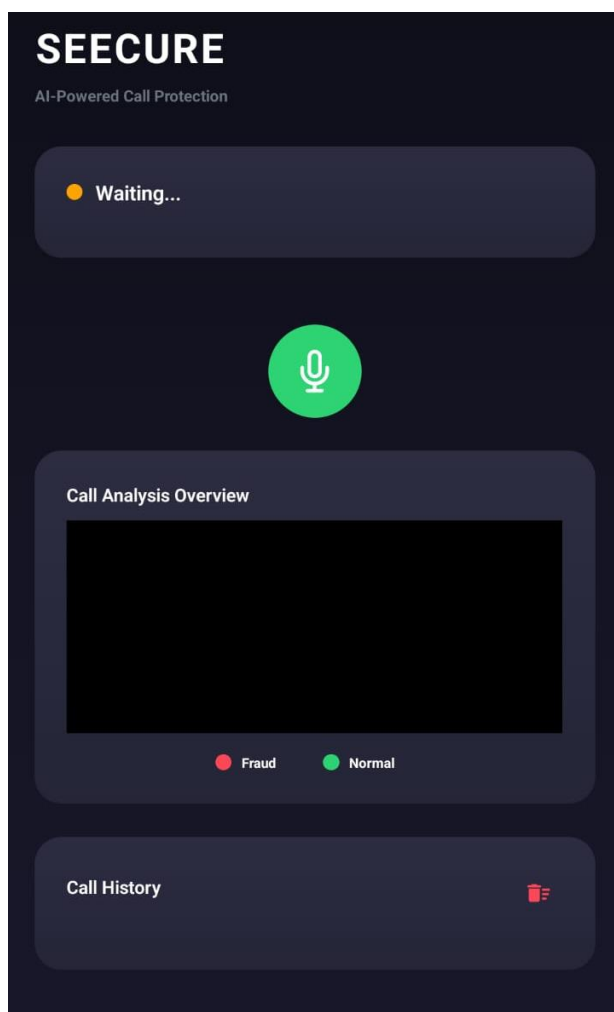 SEECURE
AI-Powered Call Protection
Waiting...
Call Analysis Overview
Fraud
Normal
Call History